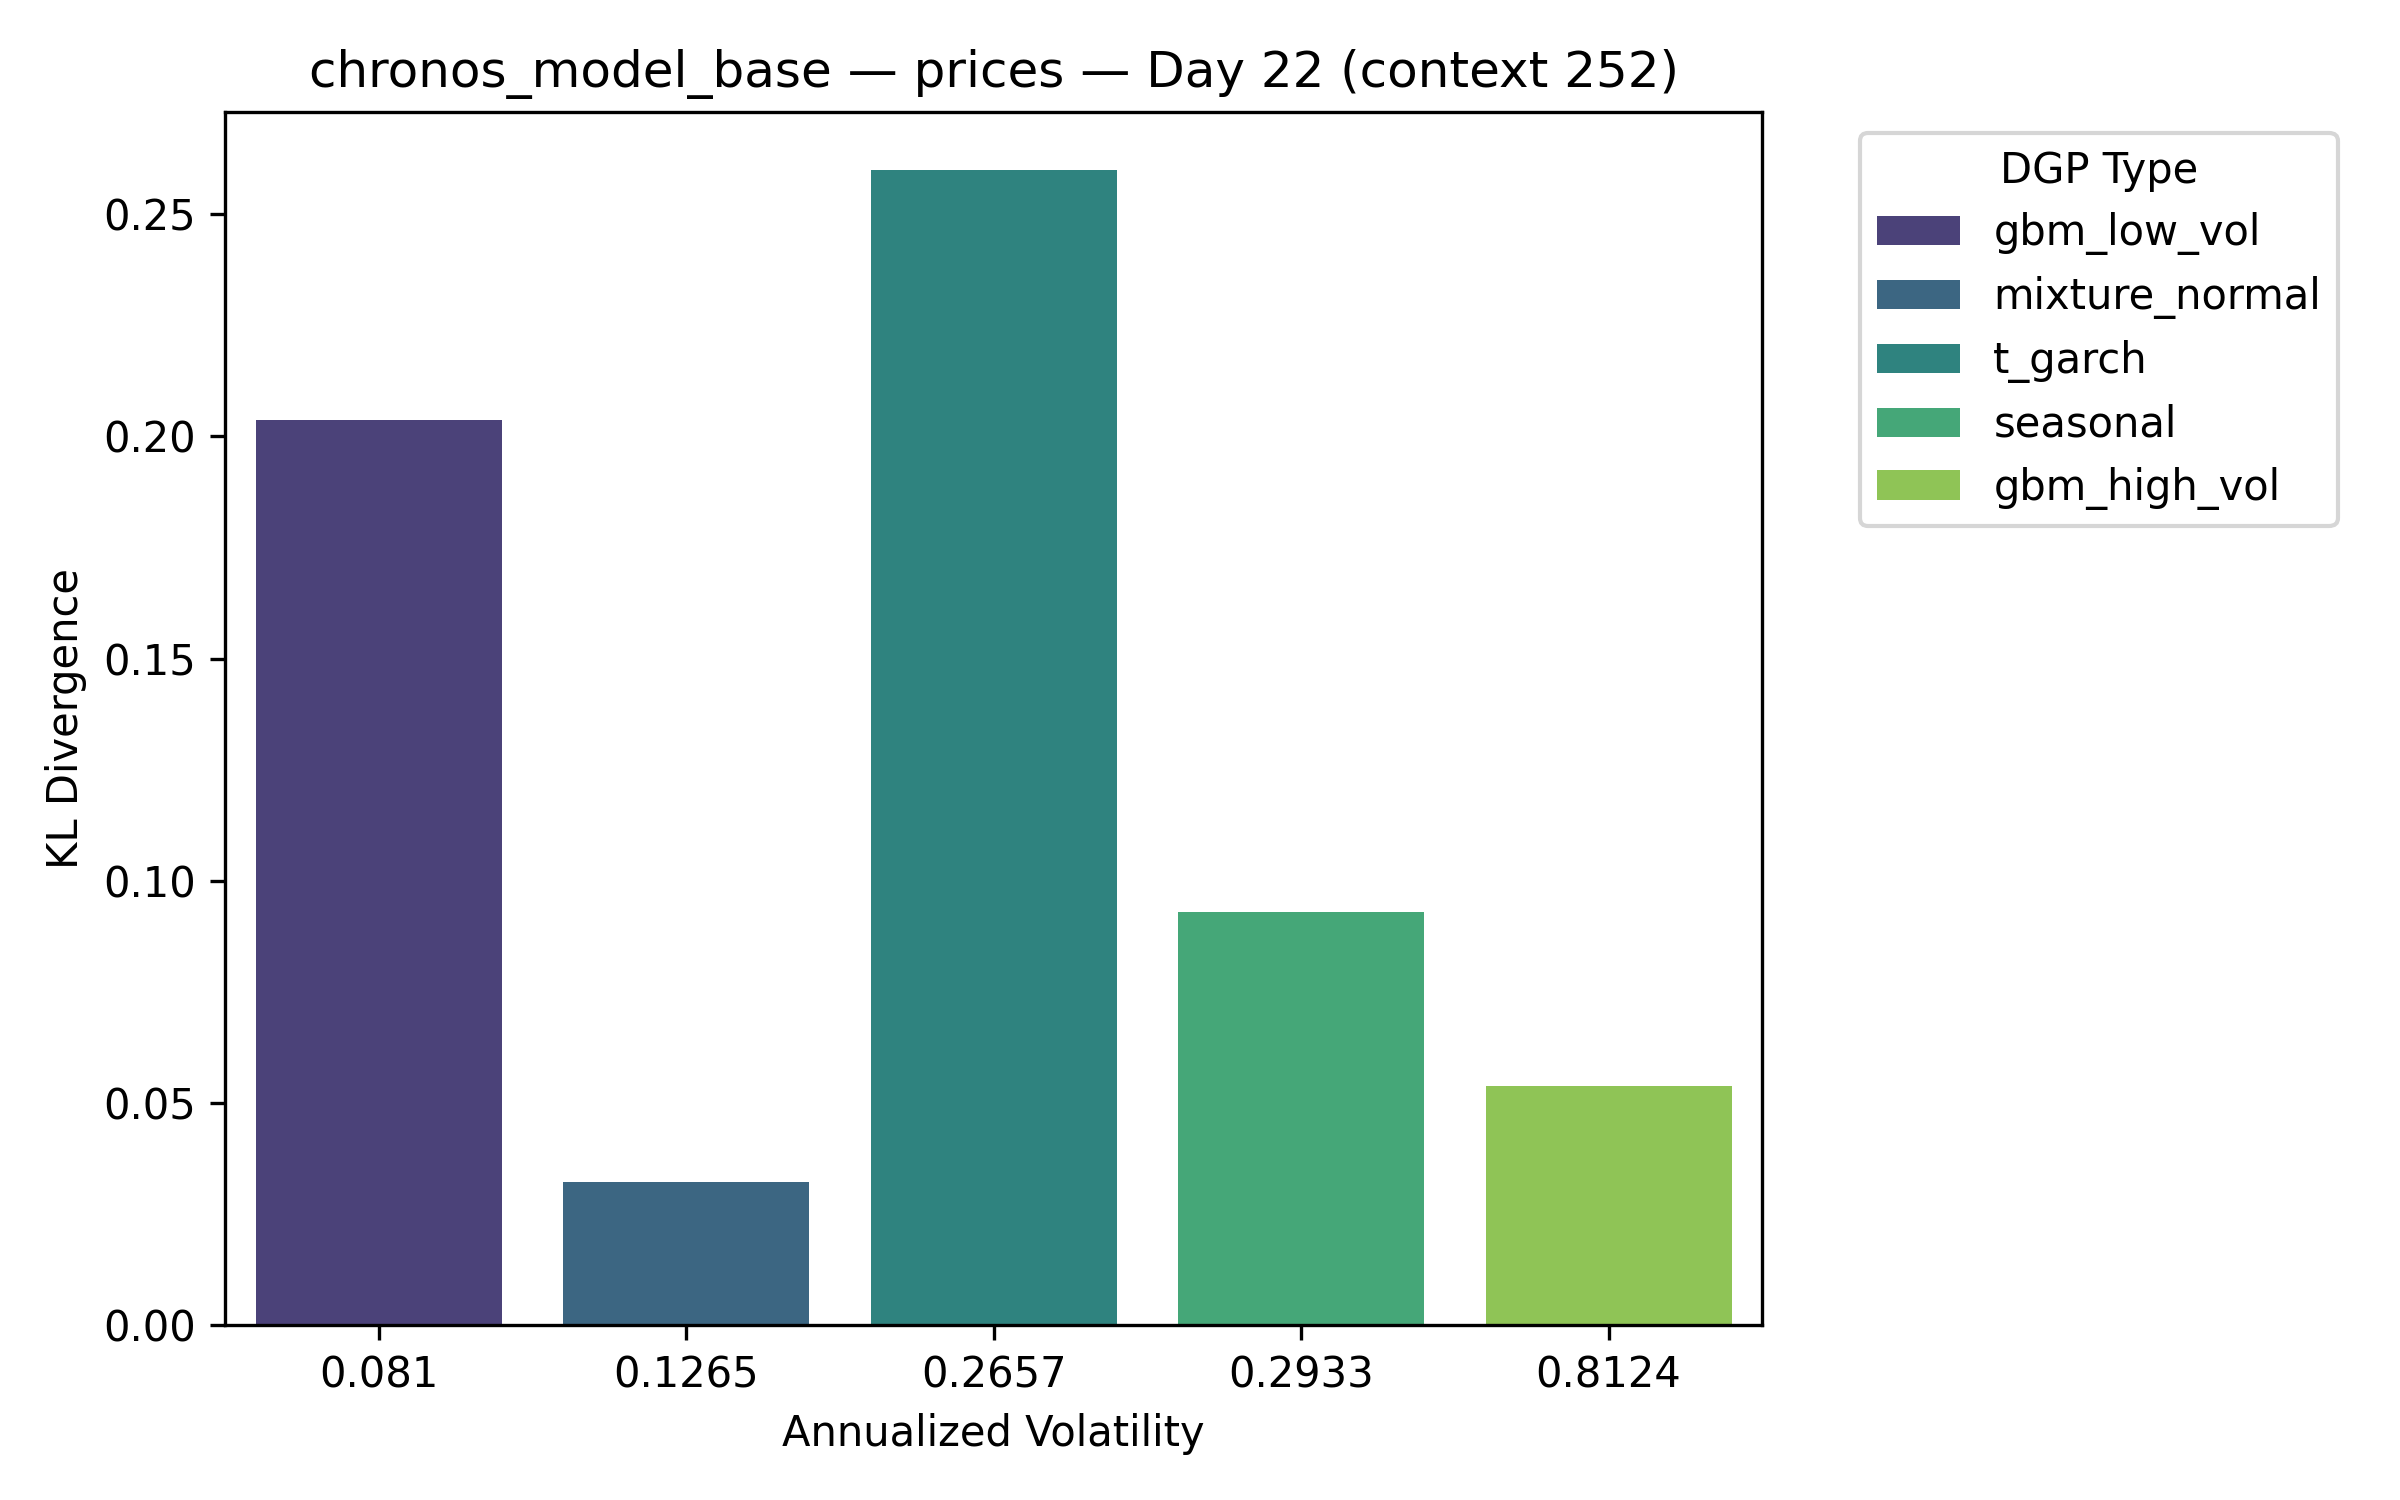 chronos_model_base — prices — Day 22 (context 252)
KL Divergence
0.25
0.20
0.15
0.10
0.05
0.00
0.081
0.1265
0.2657
0.2933
0.8124
Annualized Volatility
DGP Type
gbm_low_vol
mixture_normal
t_garch
seasonal
gbm_high_vol